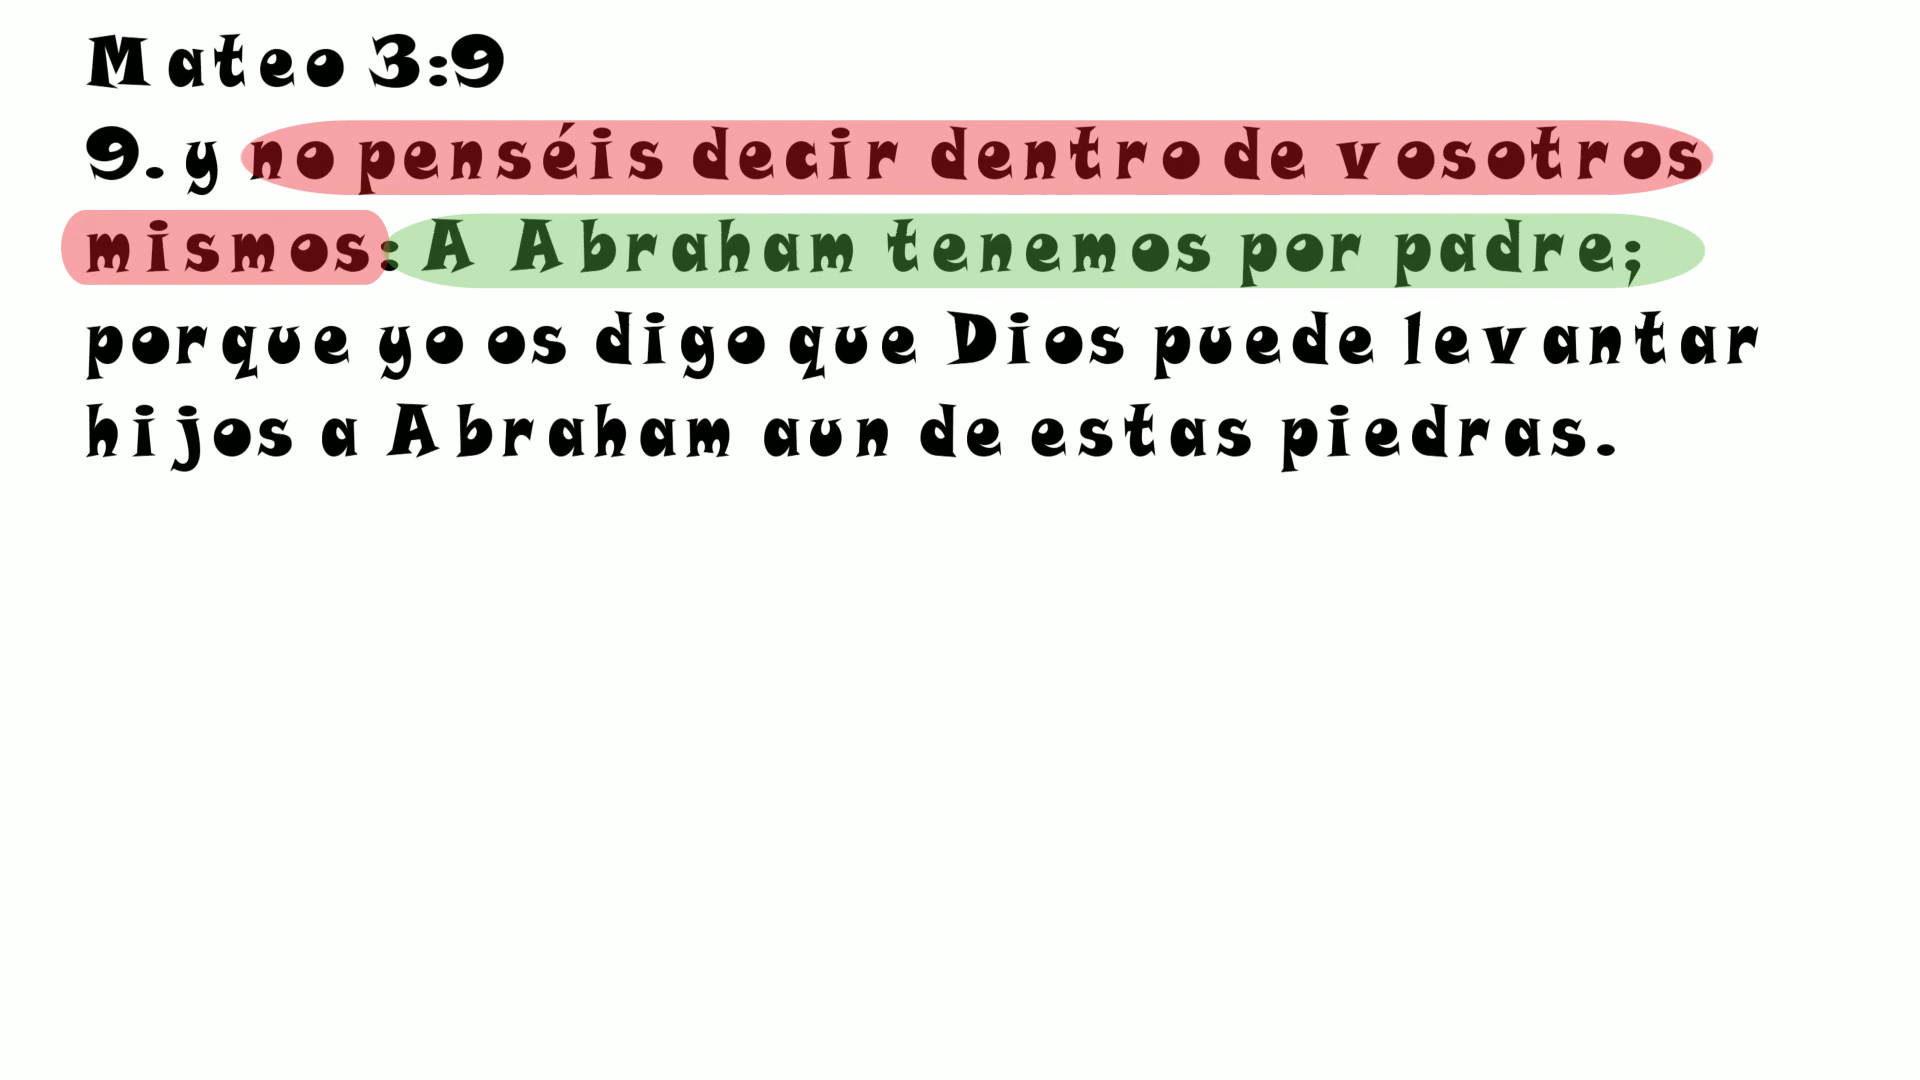 Mateo 3:9
9. y no penséis decir dentro de vosotros
mismos: A Abraham tenemos por padre;
porque yo os digo que Dios puede levantar
hijos a Abraham aun de estas piedras.